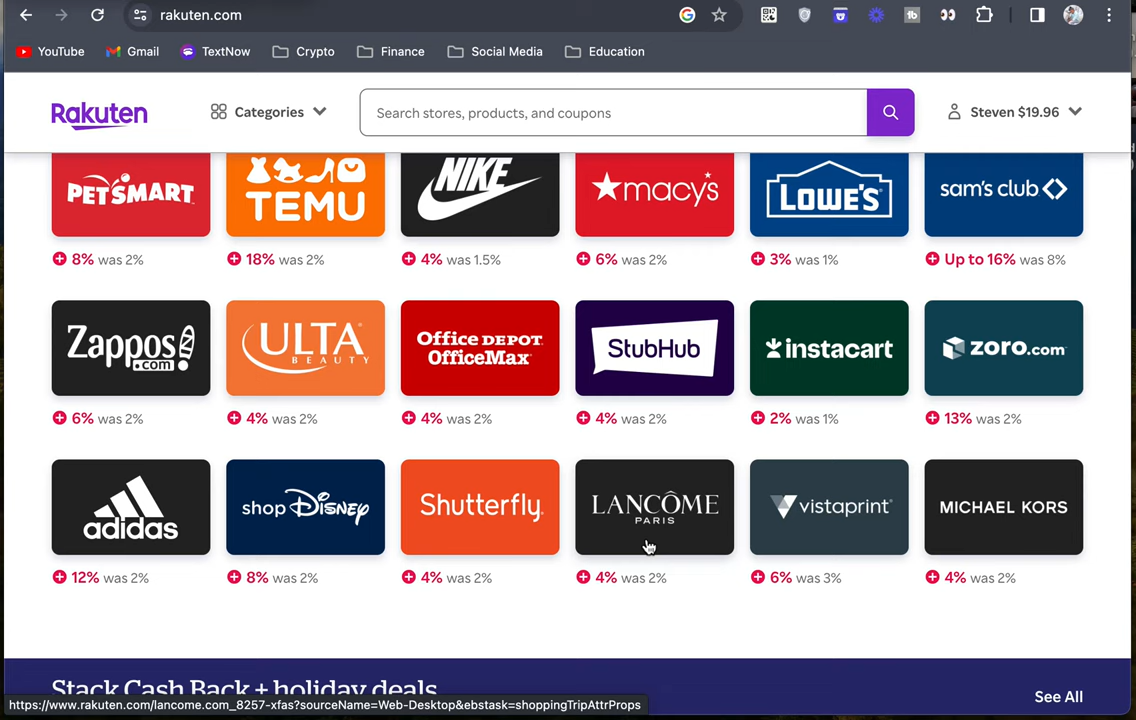 rakuten.com
YouTube Gmail TextNow Crypto Finance Social Media Education
Rakuten Categories Search stores, products, and coupons Steven $19.96
PETSMART TEMU NIKE macy's LOWE'S sam's club
8% was 2% 18% was 2% 4% was 1.5% 6% was 2% 3% was 1% Up to 16% was 8%
Zappos.com ULTA BEAUTY Office DEPOT OfficeMax StubHub instacart zoro.com
6% was 2% 4% was 2% 4% was 2% 4% was 2% 2% was 1% 13% was 2%
adidas shop Disney Shutterfly. LANCÔME PARIS vistaprint MICHAEL KORS
12% was 2% 8% was 2% 4% was 2% 4% was 2% 6% was 3% 4% was 2%
Stack Cash Back + holiday deals See All
https://www.rakuten.com/lancome.com_8257-xfas?sourceName=Web-Desktop&ebstask=shoppingTripAttrProps